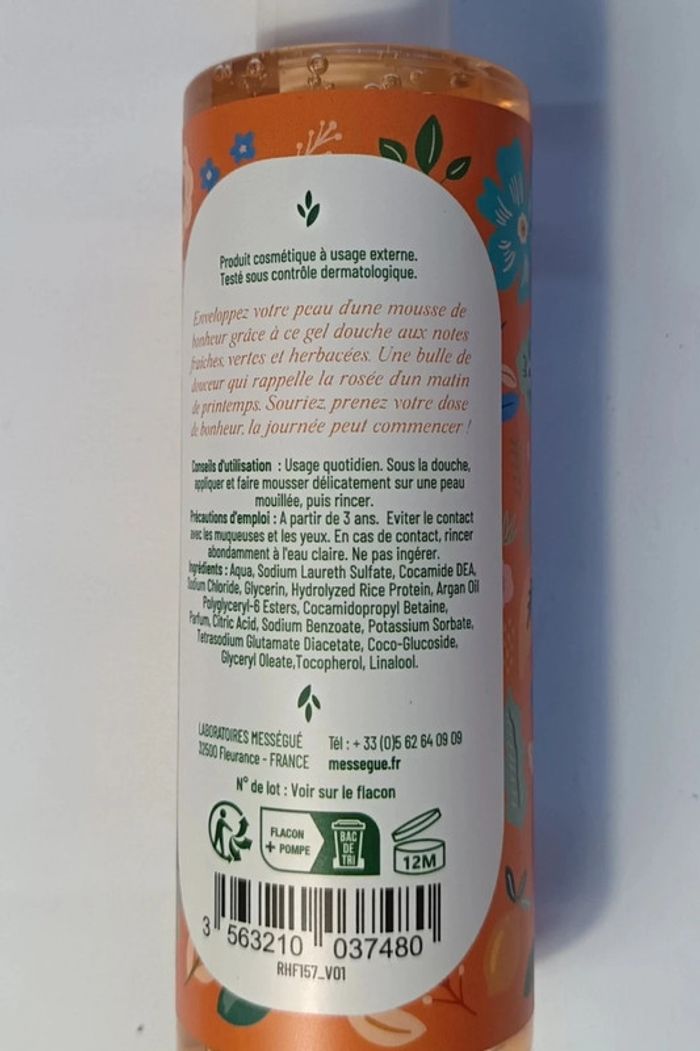 Produit cosmétique à usage externe.
Testé sous contrôle dermatologique.
Enveloppez votre peau d'une mousse de
bonheur grâce à ce gel douche aux notes
fraîches, vertes et herbacées. Une bulle de
douceur qui rappelle la rosée d'un matin
de printemps. Souriez, prenez votre dose
de bonheur, la journée peut commencer !
Conseils d'utilisation : Usage quotidien. Sous la douche,
appliquer et faire mousser délicatement sur une peau
mouillée, puis rincer.
Précautions d'emploi : A partir de 3 ans. Eviter le contact
avec les muqueuses et les yeux. En cas de contact, rincer
abondamment à l'eau claire. Ne pas ingérer.
Ingrédients : Aqua, Sodium Laureth Sulfate, Cocamide DEA,
Sodium Chloride, Glycerin, Hydrolyzed Rice Protein, Argan Oil
Polyglyceryl-6 Esters, Cocamidopropyl Betaine,
Parfum, Citric Acid, Sodium Benzoate, Potassium Sorbate,
Tetrasodium Glutamate Diacetate, Coco-Glucoside,
Glyceryl Oleate,Tocopherol, Linalool.
LABORATOIRES MESSÉGUÉ
32500 Fleurance - FRANCE
Tél : + 33 (0)5 62 64 09 09
messegue.fr
N° de lot : Voir sur le flacon
FLACON
+ POMPE
BAC
DE
TRI
12M
3 563210 037480
RHF157_V01